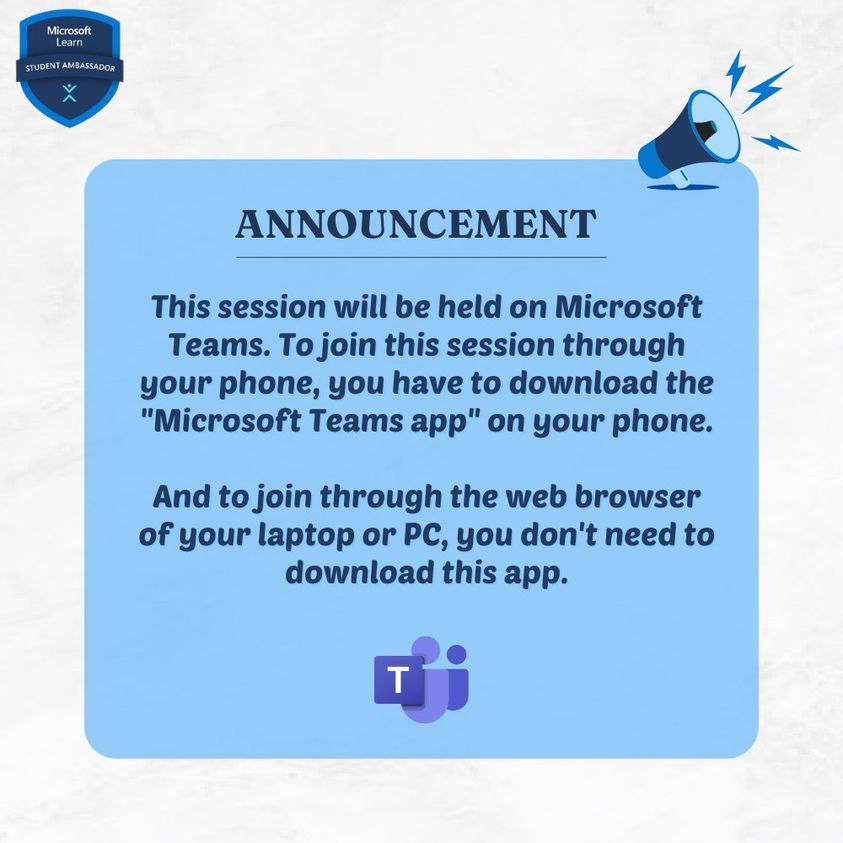 Microsoft
Learn
STUDENT AMBASSADOR
ANNOUNCEMENT
This session will be held on Microsoft
Teams. To join this session through
your phone, you have to download the
"Microsoft Teams app" on your phone.
And to join through the web browser
of your laptop or PC, you don't need to
download this app.
T